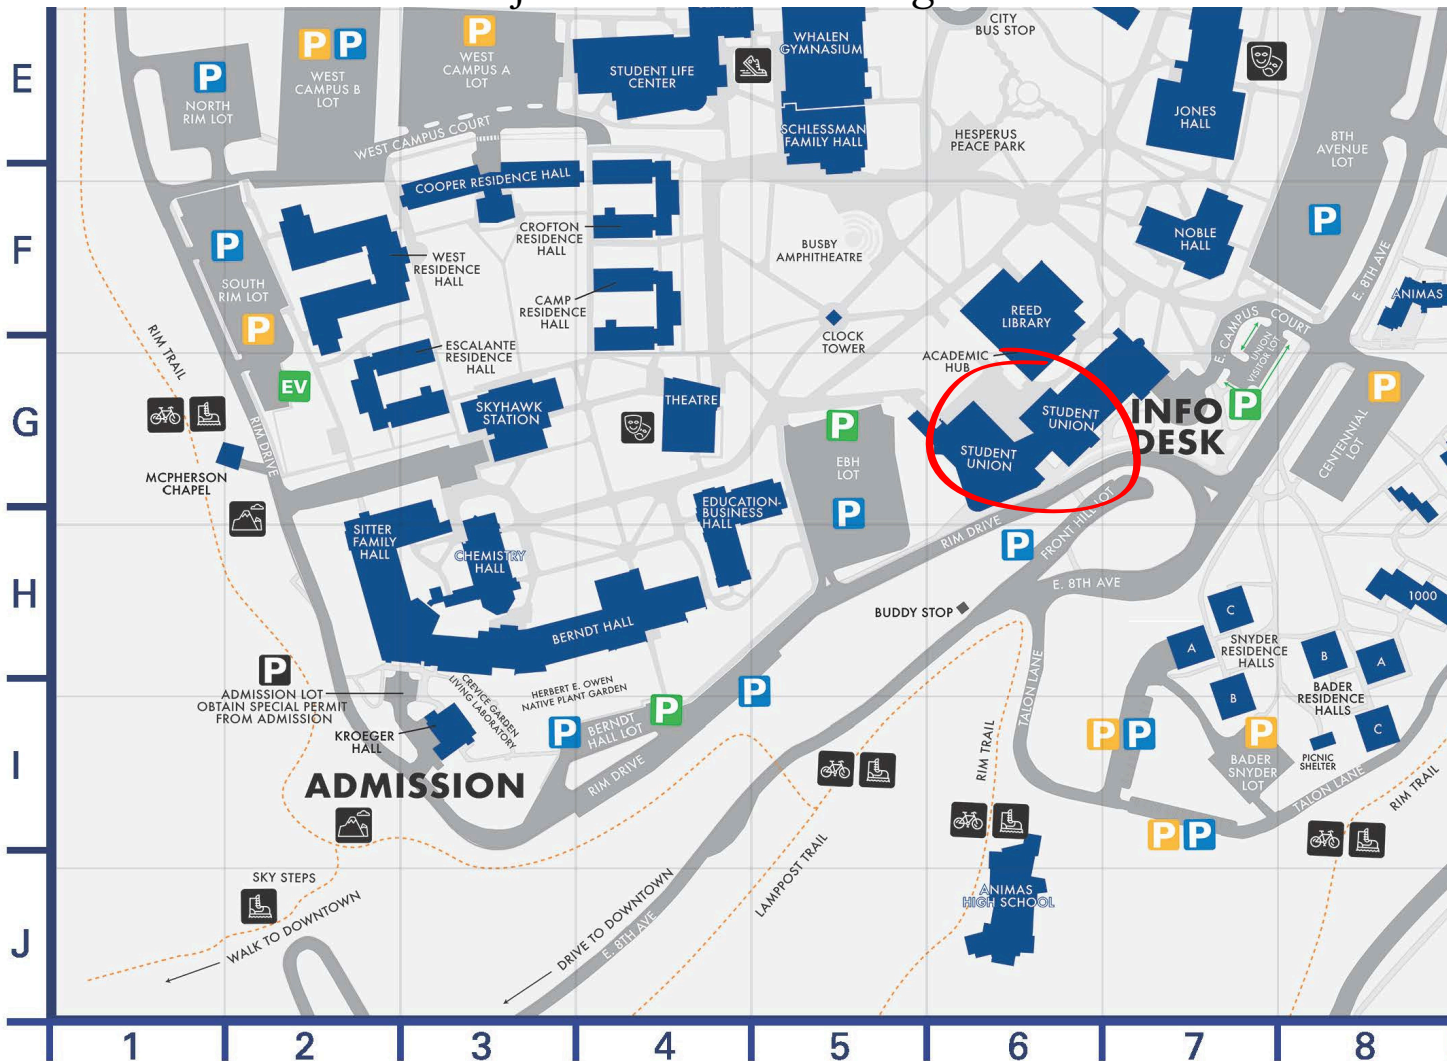 CITY
BUS STOP
WHALEN
GYMNASIUM
E
P
P P
WEST
CAMPUS A
LOT
WEST
CAMPUS B
LOT
P
NORTH
RIM LOT
STUDENT LIFE
CENTER
JONES
HALL
WEST CAMPUS COURT
SCHLESSMAN
FAMILY HALL
HESPERUS
PEACE PARK
8TH
AVENUE
LOT
COOPER RESIDENCE HALL
F
P
CROFTON
RESIDENCE
HALL
BUSBY
AMPHITHEATRE
NOBLE
HALL
P
WEST
RESIDENCE
HALL
SOUTH
RIM LOT
P
CAMP
RESIDENCE
HALL
REED
LIBRARY
E. 8TH AVE
ANIMAS
E. CAMPUS COURT
UNION
VISITOR LOT
RIM TRAIL
CLOCK
TOWER
ESCALANTE
RESIDENCE
HALL
ACADEMIC
HUB
G
EV
SKYHAWK
STATION
THEATRE
P
STUDENT
UNION
INFO
DESK
P
P
CENTENNIAL
LOT
RIM DRIVE
STUDENT
UNION
EBH
LOT
P
MCPHERSON
CHAPEL
EDUCATION-
BUSINESS
HALL
SITTER
FAMILY
HALL
CHEMISTRY
HALL
RIM DRIVE
FRONT HILL LOT
P
H
E. 8TH AVE
BUDDY STOP
BERNDT HALL
1000
C
A
SNYDER
RESIDENCE
HALLS
B
B
A
BADER
RESIDENCE
HALLS
C
P
ADMISSION LOT
OBTAIN SPECIAL PERMIT
FROM ADMISSION
CREVICE GARDEN
LIVING LABORATORY
HERBERT E. OWEN
NATIVE PLANT GARDEN
P
P
P
BERNDT
HALL LOT
TALON LANE
KROEGER
HALL
I
ADMISSION
RIM DRIVE
RIM TRAIL
P P
P
BADER
SNYDER
LOT
PICNIC
SHELTER
TALON LANE
RIM TRAIL
P P
SKY STEPS
WALK TO DOWNTOWN
LAMPPOST TRAIL
ANIMAS
HIGH SCHOOL
J
DRIVE TO DOWNTOWN
E. 8TH AVE
1 2 3 4 5 6 7 8